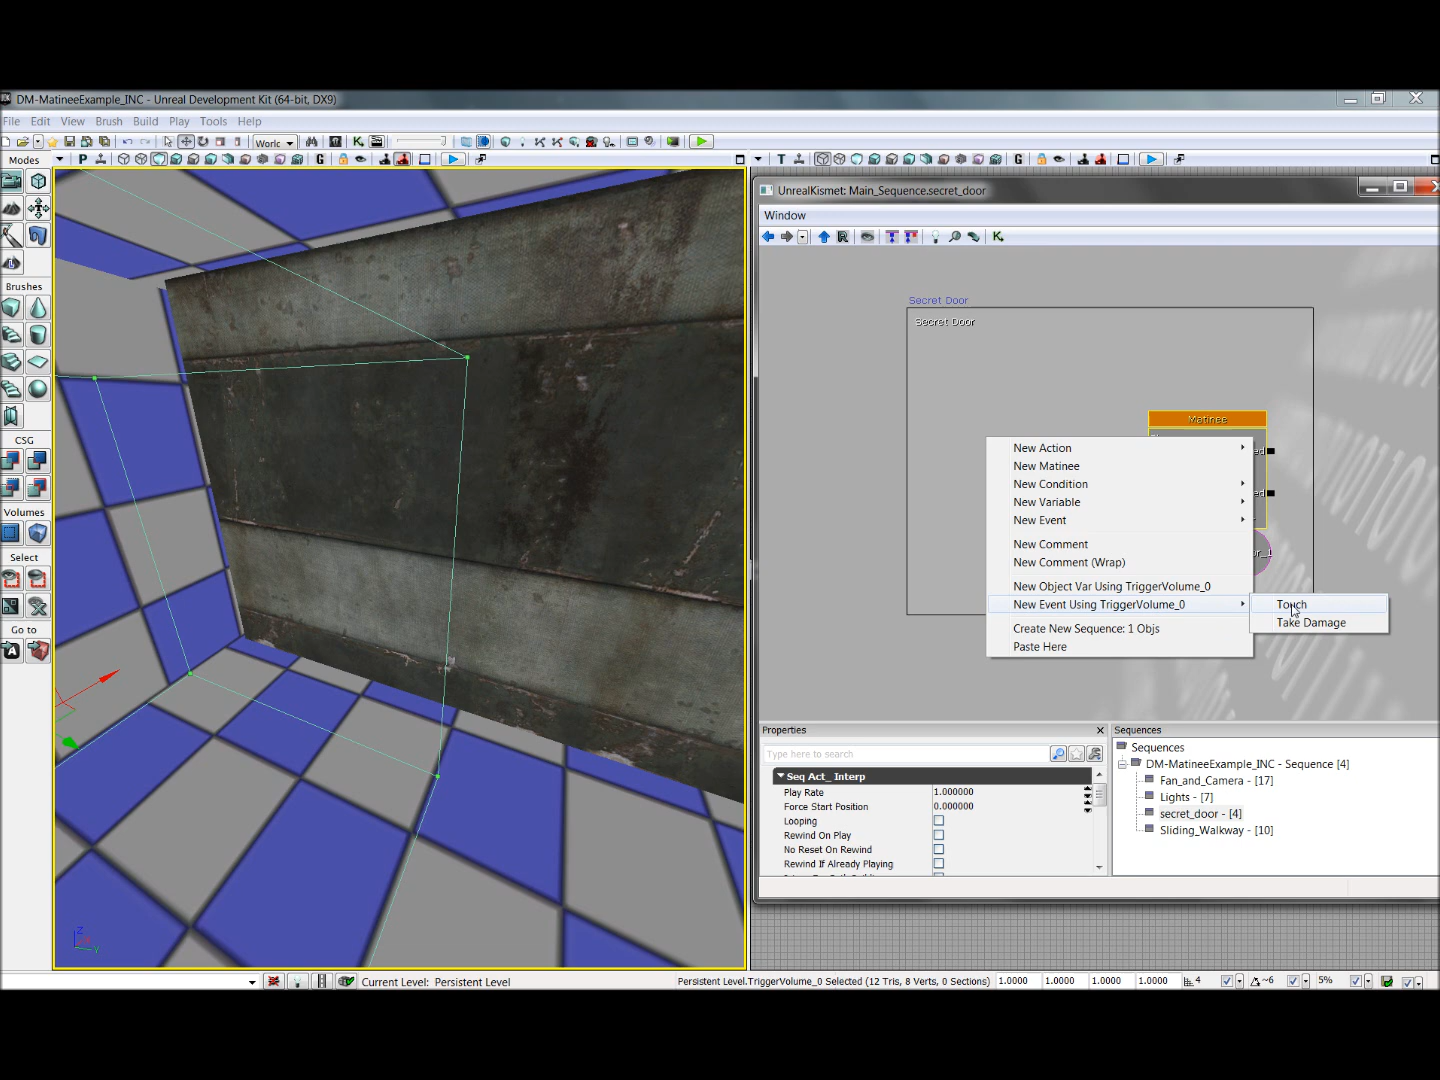 DM-MatineeExample_INC - Unreal Development Kit (64-bit, DX9)
File Edit View Brush Build Play Tools Help
World
Modes
P
G
T
G
UnrealKismet: Main_Sequence.secret_door
Window
Brushes
CSG
Volumes
Select
Go to
Secret Door
Secret Door
Matinee
New Action
New Matinee
New Condition
New Variable
New Event
New Comment
New Comment (Wrap)
New Object Var Using TriggerVolume_0
New Event Using TriggerVolume_0
Create New Sequence: 1 Objs
Paste Here
Touch
Take Damage
Properties
Type here to search
Seq Act_ Interp
Play Rate 1.000000
Force Start Position 0.000000
Looping
Rewind On Play
No Reset On Rewind
Rewind If Already Playing
Sequences
Sequences
DM-MatineeExample_INC - Sequence [4]
Fan_and_Camera - [17]
Lights - [7]
secret_door - [4]
Sliding_Walkway - [10]
Z
Y
Current Level: Persistent Level
Persistent Level.TriggerVolume_0 Selected (12 Tris, 8 Verts, 0 Sections) 1.0000 1.0000 1.0000 1.0000 4 ~6 5%